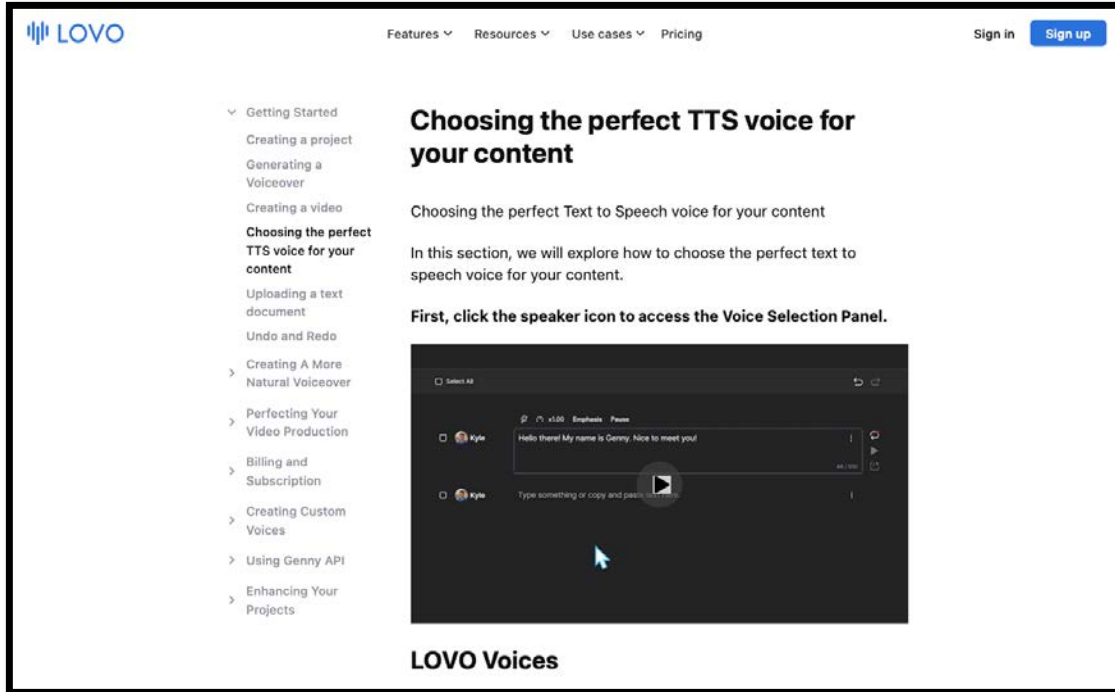 LOVO
Features Resources Use cases Pricing
Sign in Sign up
Getting Started
Creating a project
Generating a
Voiceover
Creating a video
Choosing the perfect
TTS voice for your
content
Uploading a text
document
Undo and Redo
Creating A More
Natural Voiceover
Perfecting Your
Video Production
Billing and
Subscription
Creating Custom
Voices
Using Genny API
Enhancing Your
Projects
Choosing the perfect TTS voice for
your content
Choosing the perfect Text to Speech voice for your content
In this section, we will explore how to choose the perfect text to
speech voice for your content.
First, click the speaker icon to access the Voice Selection Panel.
Select All
x1.00 Emphasis Pause
Kyle Hello there! My name is Genny. Nice to meet you!
Kyle Type something or copy and paste
LOVO Voices